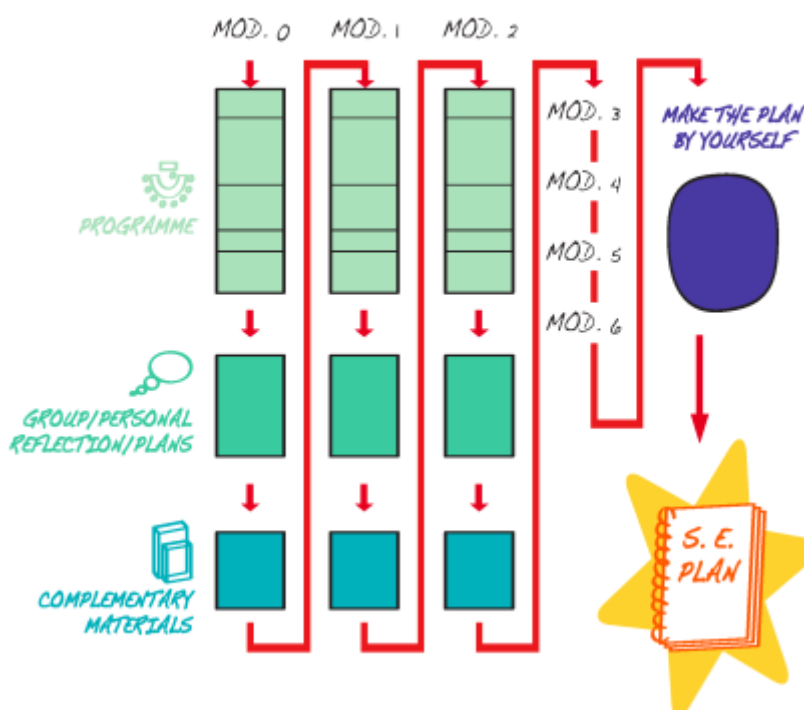 MOD. 0
MOD. 1
MOD. 2
MOD. 3
MOD. 4
MOD. 5
MOD. 6
MAKE THE PLAN
BY YOURSELF
PROGRAMME
GROUP/PERSONAL
REFLECTION/PLANS
COMPLEMENTARY
MATERIALS
S. E.
PLAN